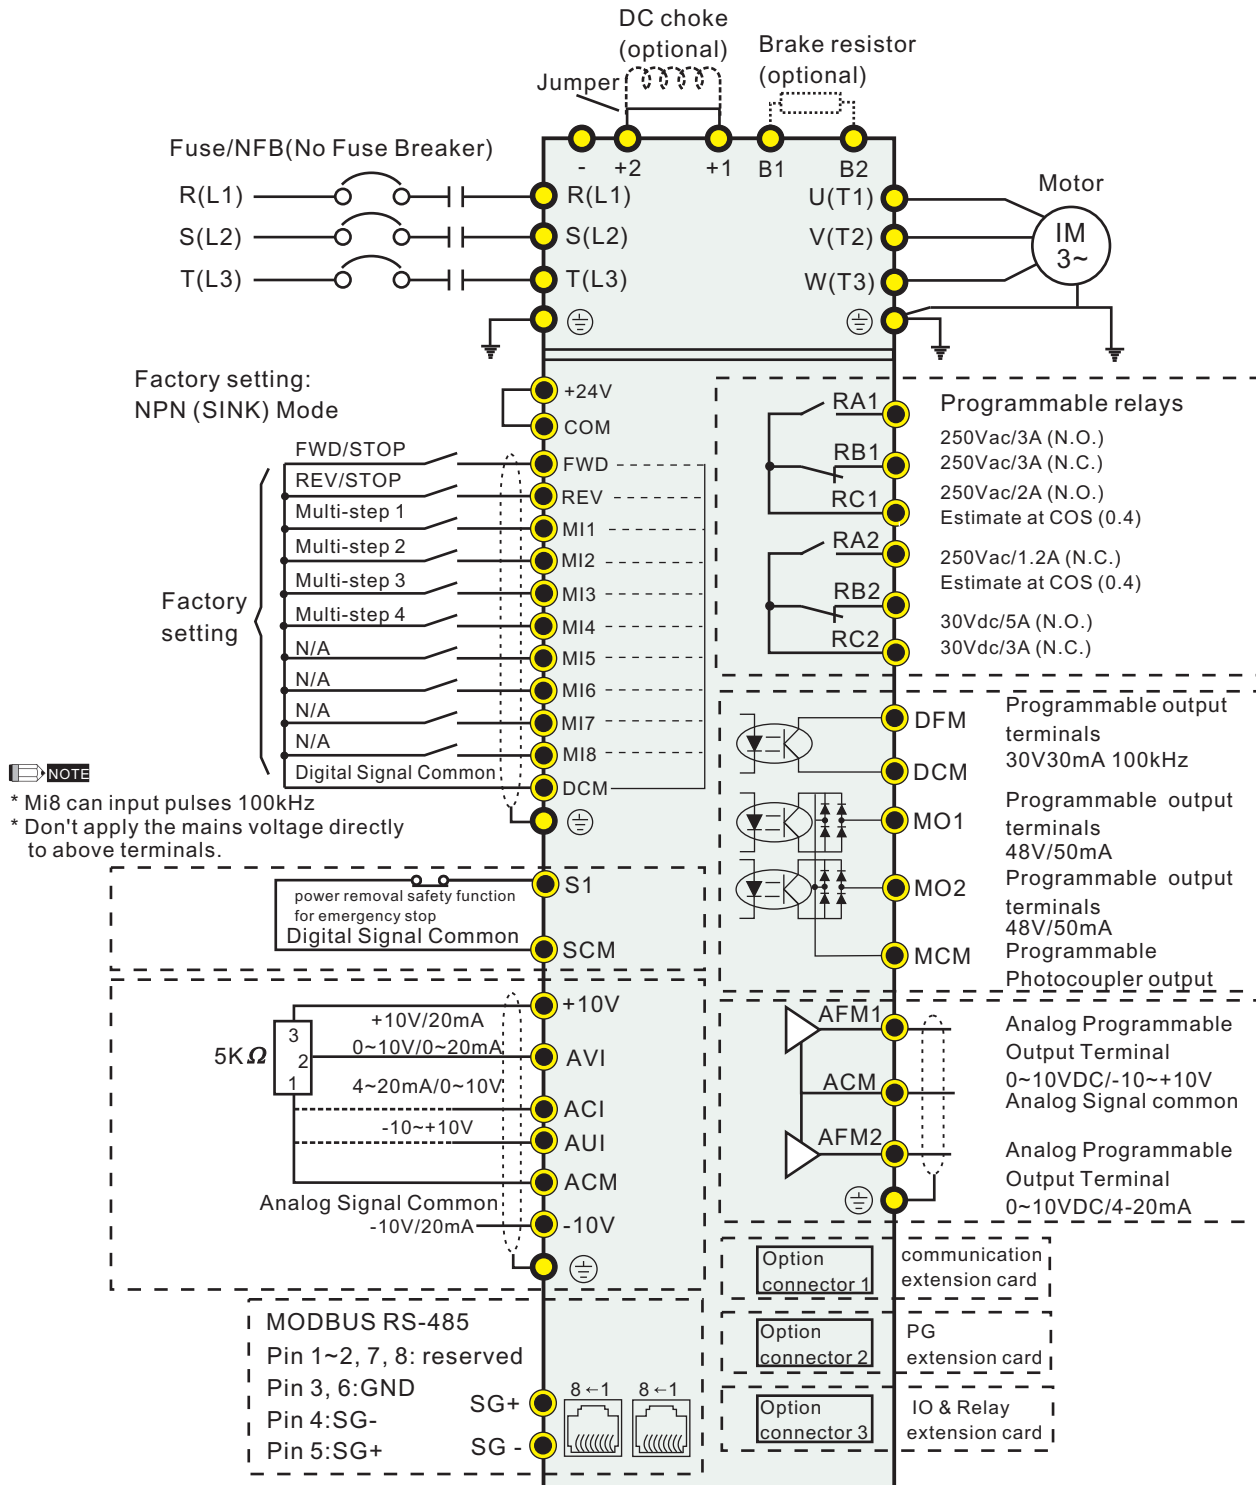 DC choke
(optional)
Brake resistor
(optional)
Jumper
Fuse/NFB(No Fuse Breaker)
- +2 +1 B1 B2
R(L1)
S(L2)
T(L3)
R(L1)
S(L2)
T(L3)
U(T1)
V(T2)
W(T3)
Motor
IM
3~
Factory setting:
NPN (SINK) Mode
+24V
COM
FWD/STOP
FWD
REV/STOP
REV
Multi-step 1
MI1
Multi-step 2
MI2
Multi-step 3
MI3
Multi-step 4
MI4
N/A
MI5
N/A
MI6
N/A
MI7
N/A
MI8
Digital Signal Common
DCM
Factory
setting
NOTE
* Mi8 can input pulses 100kHz
* Don't apply the mains voltage directly
to above terminals.
RA1
RB1
RC1
RA2
RB2
RC2
Programmable relays
250Vac/3A (N.O.)
250Vac/3A (N.C.)
250Vac/2A (N.O.)
Estimate at COS (0.4)
250Vac/1.2A (N.C.)
Estimate at COS (0.4)
30Vdc/5A (N.O.)
30Vdc/3A (N.C.)
DFM
DCM
MO1
MO2
MCM
Programmable output
terminals
30V30mA 100kHz
Programmable output
terminals
48V/50mA
Programmable output
terminals
48V/50mA
Programmable
Photocoupler output
S1
power removal safety function
for emergency stop
Digital Signal Common
SCM
+10V
+10V/20mA
5KΩ
3
2
1
0~10V/0~20mA
AVI
4~20mA/0~10V
ACI
-10~+10V
AUI
ACM
Analog Signal Common
-10V/20mA
-10V
AFM1
ACM
AFM2
Analog Programmable
Output Terminal
0~10VDC/-10~+10V
Analog Signal common
Analog Programmable
Output Terminal
0~10VDC/4-20mA
Option
connector 1
communication
extension card
Option
connector 2
PG
extension card
Option
connector 3
IO & Relay
extension card
MODBUS RS-485
Pin 1~2, 7, 8: reserved
Pin 3, 6:GND
Pin 4:SG-
Pin 5:SG+
SG+
SG -
8←1
8←1